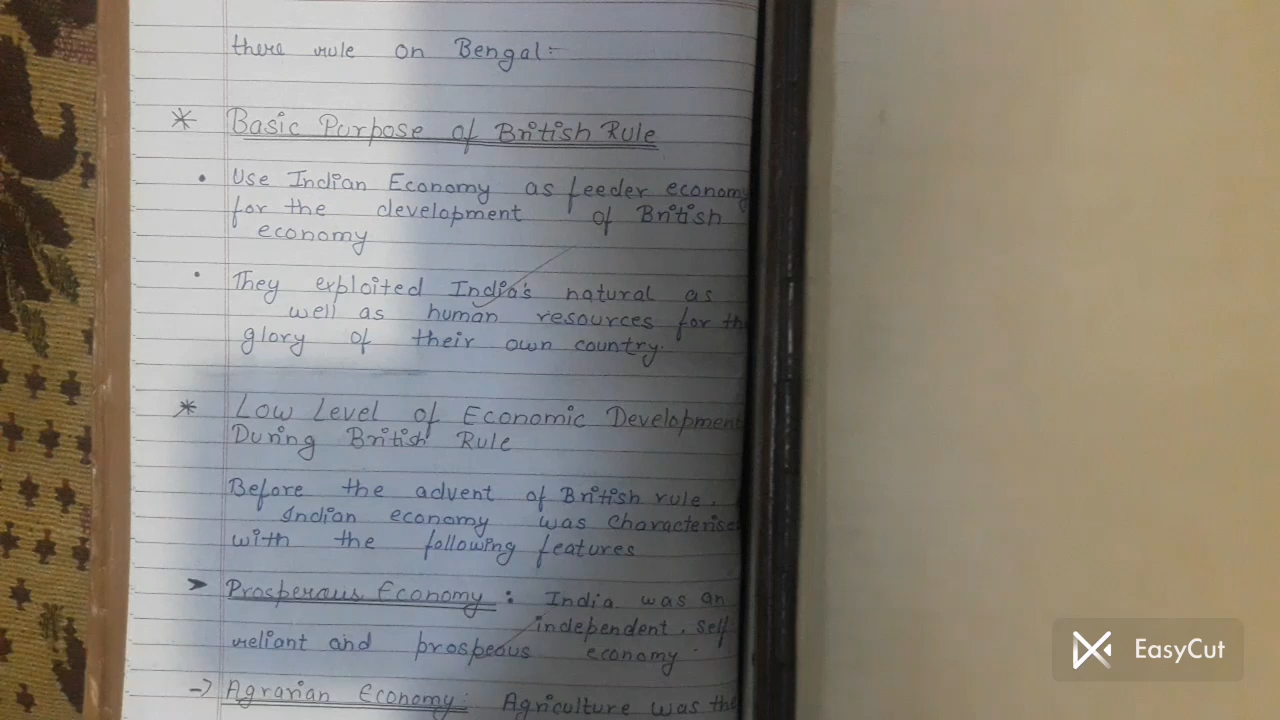 there rule on Bengal:-
* Basic Purpose of British Rule
• Use Indian Economy as feeder economy
for the development of British
economy
• They exploited India's natural as
well as human resources for the
glory of their own country.
* Low Level of Economic Development
During British Rule
Before the advent of British rule,
Indian economy was characterise
with the following features
➤ Prosperous Economy : India was an
independent, self
reliant and prospeous economy.
→ Agrarian Economy: Agriculture was the
EasyCut